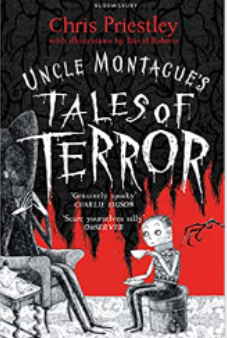 BLOOMSBURY
Chris Priestley
with illustrations by David Roberts
UNCLE MONTAGUE'S
TALES OF
TERROR
'Genuinely spooky'
CHARLIE HIGSON
'Scare yourselves silly'
OBSERVER